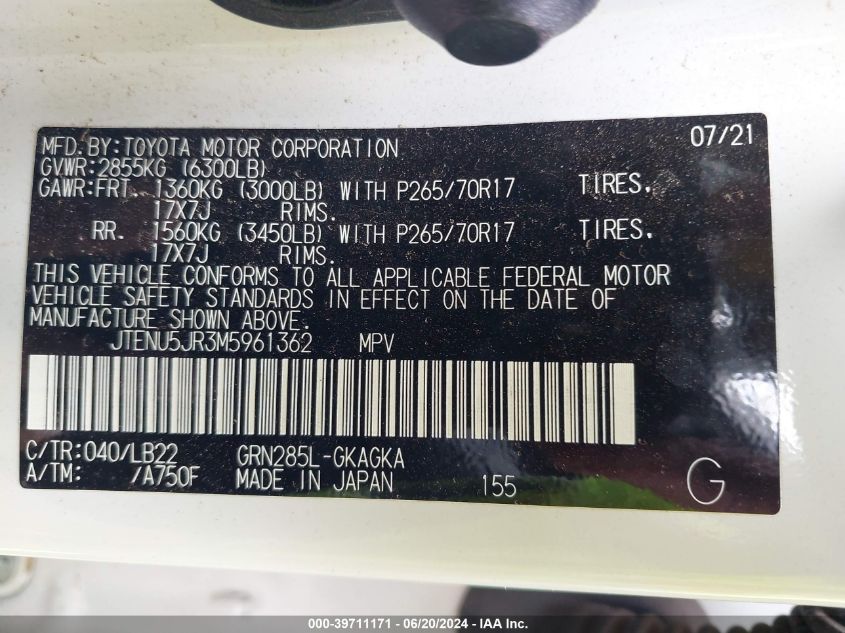 MFD.BY:TOYOTA MOTOR CORPORATION 07/21
GVWR:2855KG (6300LB)
GAWR:FRT. 1360KG (3000LB) WITH P265/70R17 TIRES.
17X7J RIMS.
RR. 1560KG (3450LB) WITH P265/70R17 TIRES.
17X7J RIMS.
THIS VEHICLE CONFORMS TO ALL APPLICABLE FEDERAL MOTOR
VEHICLE SAFETY STANDARDS IN EFFECT ON THE DATE OF
MANUFACTURE SHOWN ABOVE.
JTENU5JR3M5961362 MPV
C/TR:040/LB22 GRN285L-GKAGKA
A/TM: /A750F MADE IN JAPAN 155 G
000-39711171 - 06/20/2024 - IAA Inc.